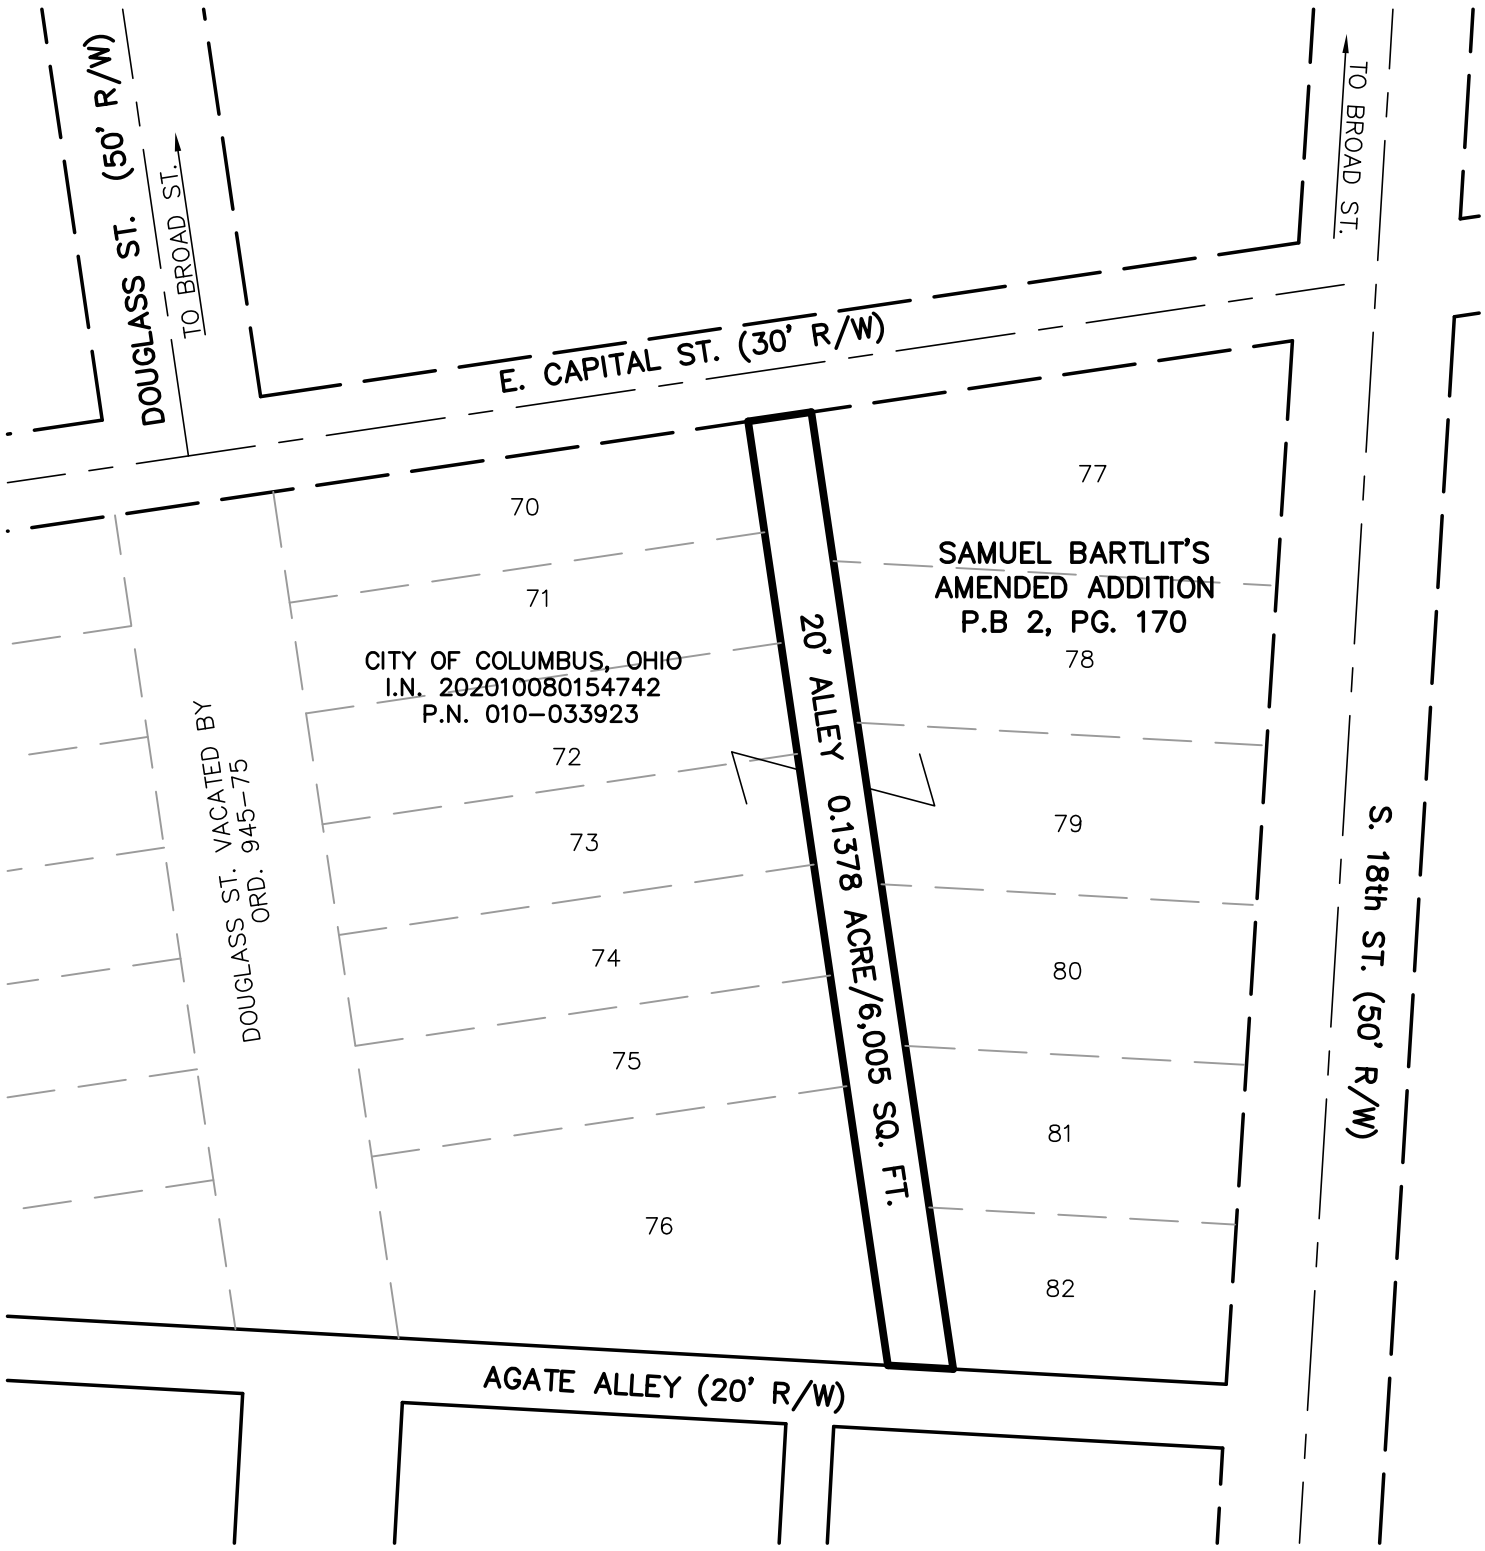 DOUGLASS ST. (50' R/W)
TO BROAD ST.
TO BROAD ST.
E. CAPITAL ST. (30' R/W)
70
77
71
SAMUEL BARTLIT'S
AMENDED ADDITION
P.B 2, PG. 170
78
CITY OF COLUMBUS, OHIO
I.N. 202010080154742
P.N. 010-033923
20' ALLEY 0.1378 ACRE/6,005 SQ. FT.
72
DOUGLASS ST. VACATED BY
ORD. 945-75
73
79
S. 18th ST. (50' R/W)
74
80
75
81
76
82
AGATE ALLEY (20' R/W)